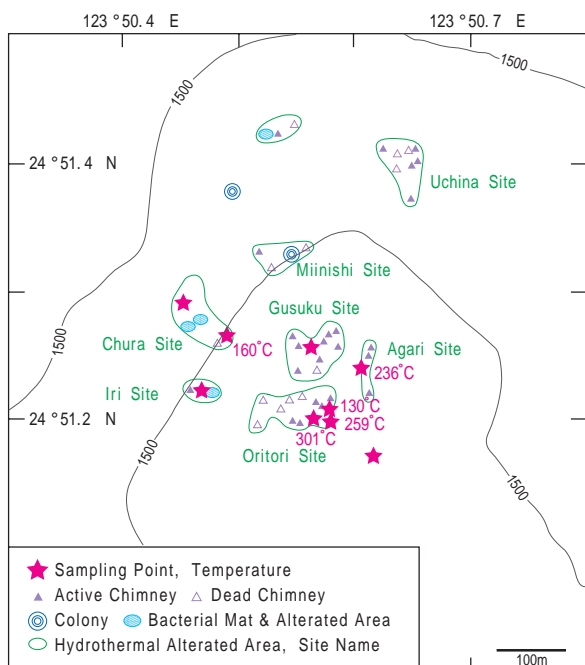 123°50.4 E
123°50.7 E
1500
1500
24°51.4 N
Uchina Site
Miinishi Site
Gusuku Site
Chura Site
160°C
Agari Site
236°C
Iri Site
130°C
24°51.2 N
259°C
301°C
Oritori Site
1500
1500
1500
Sampling Point, Temperature
Active Chimney
Dead Chimney
Colony
Bacterial Mat & Alterated Area
Hydrothermal Alterated Area, Site Name
100m